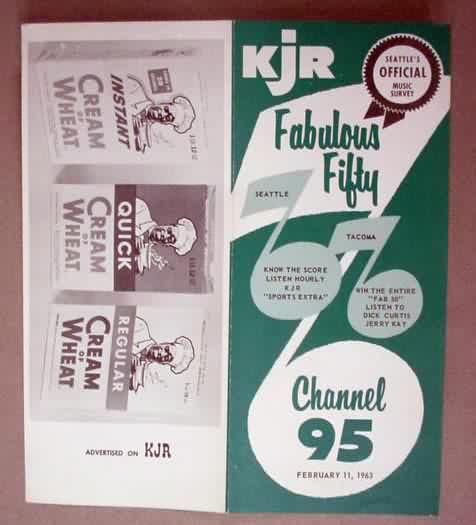 INSTANT
CREAM
OF
WHEAT
QUICK
CREAM
OF
WHEAT
REGULAR
CREAM
OF
WHEAT
ADVERTISED ON KJR
KJR
SEATTLE'S
OFFICIAL
MUSIC
SURVEY
Fabulous
Fifty
SEATTLE
TACOMA
KNOW THE SCORE
LISTEN HOURLY
KJR
"SPORTS EXTRA"
WIN THE ENTIRE
"FAB 50"
LISTEN TO
DICK CURTIS
JERRY KAY
Channel
95
FEBRUARY 11, 1963